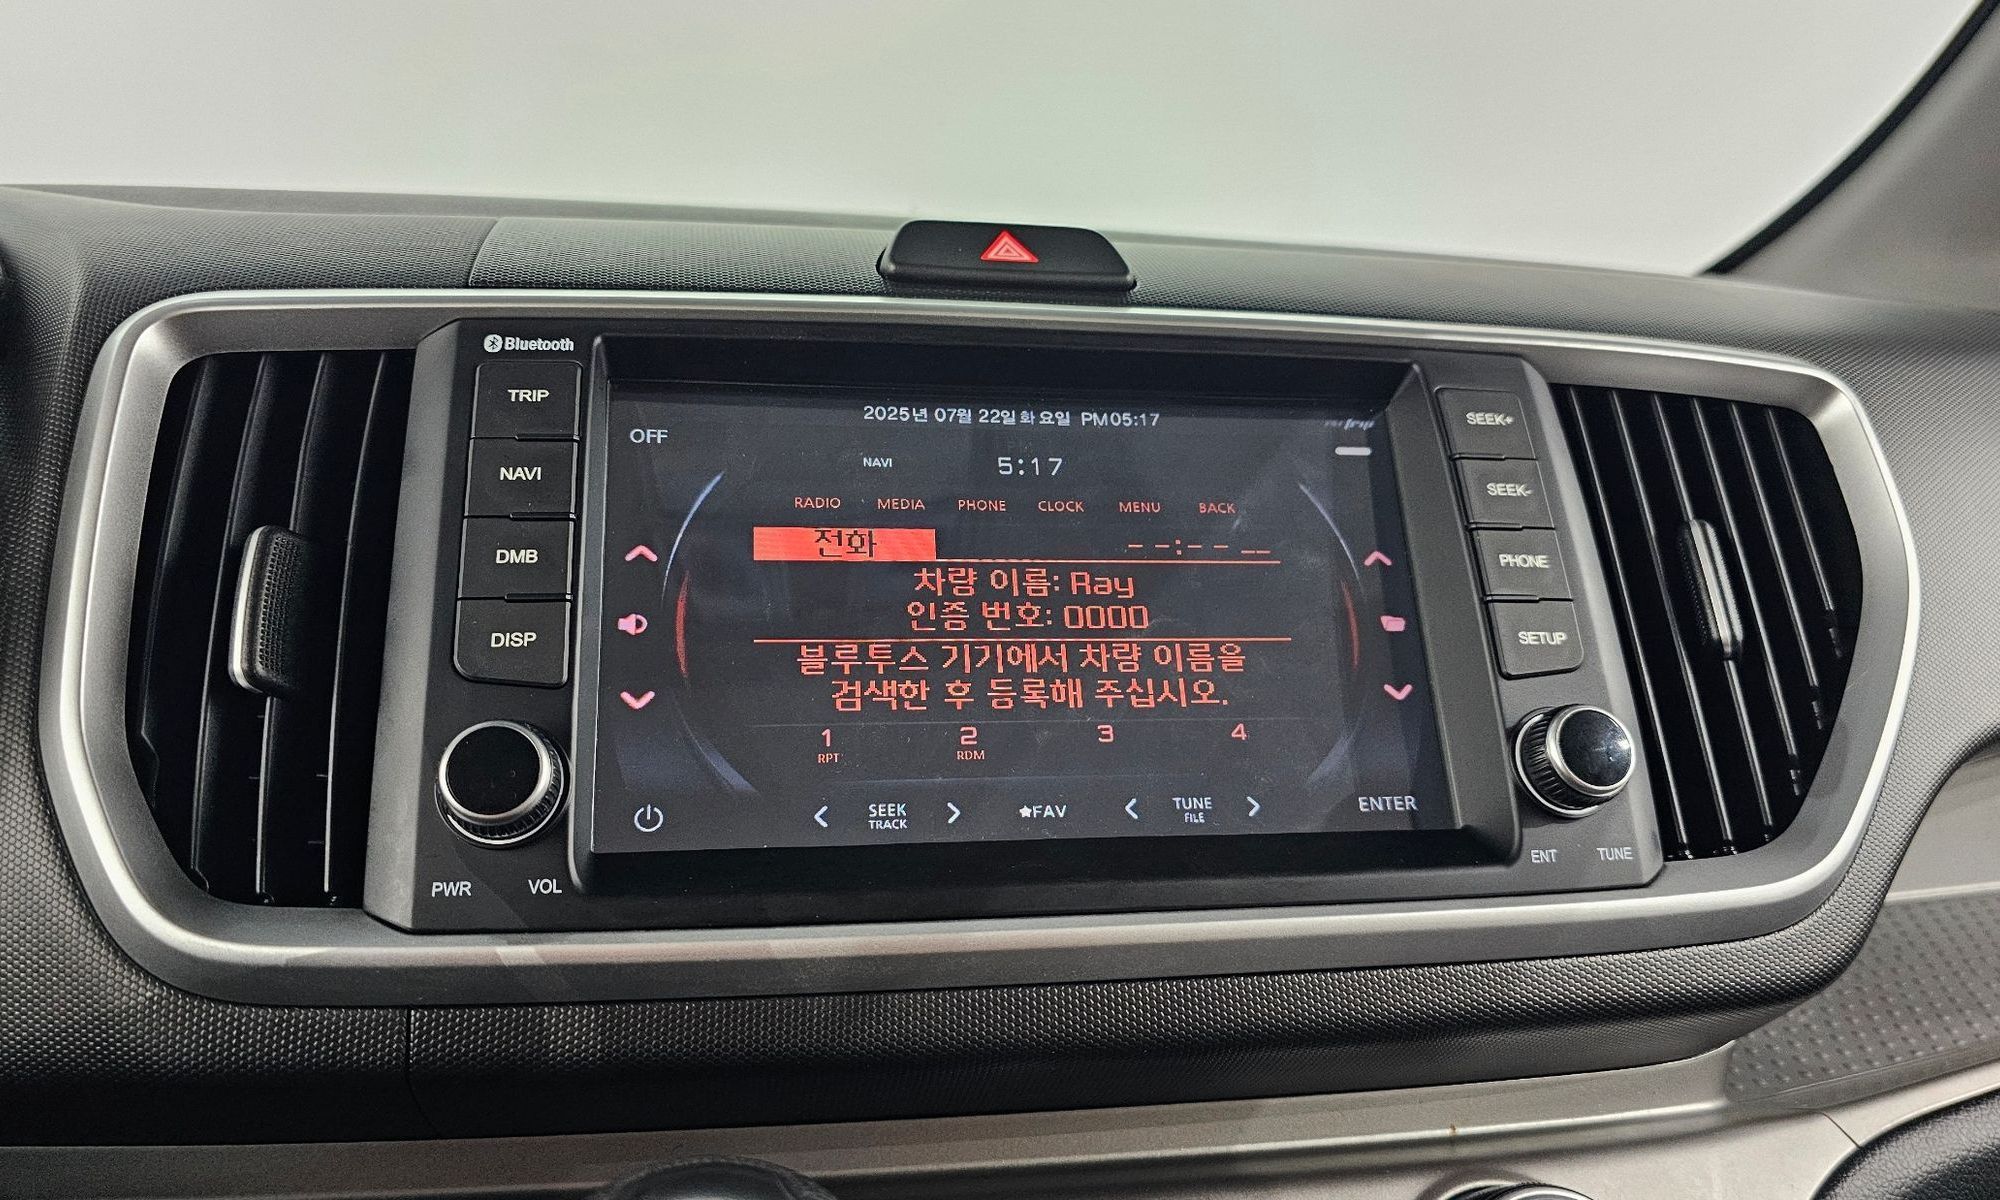 Bluetooth
TRIP
NAVI
DMB
DISP
PWR
VOL
2025년 07월 22일 화요일 PM 05:17
OFF
NAVI
5:17
RADIO MEDIA PHONE CLOCK MENU BACK
전화
--:-- --
차량 이름: Ray
인증 번호: 0000
블루투스 기기에서 차량 이름을
검색한 후 등록해 주십시오.
1 2 3 4
RPT RDM
SEEK
TRACK
★FAV
TUNE
FILE
ENTER
SEEK+
SEEK-
PHONE
SETUP
ENT
TUNE